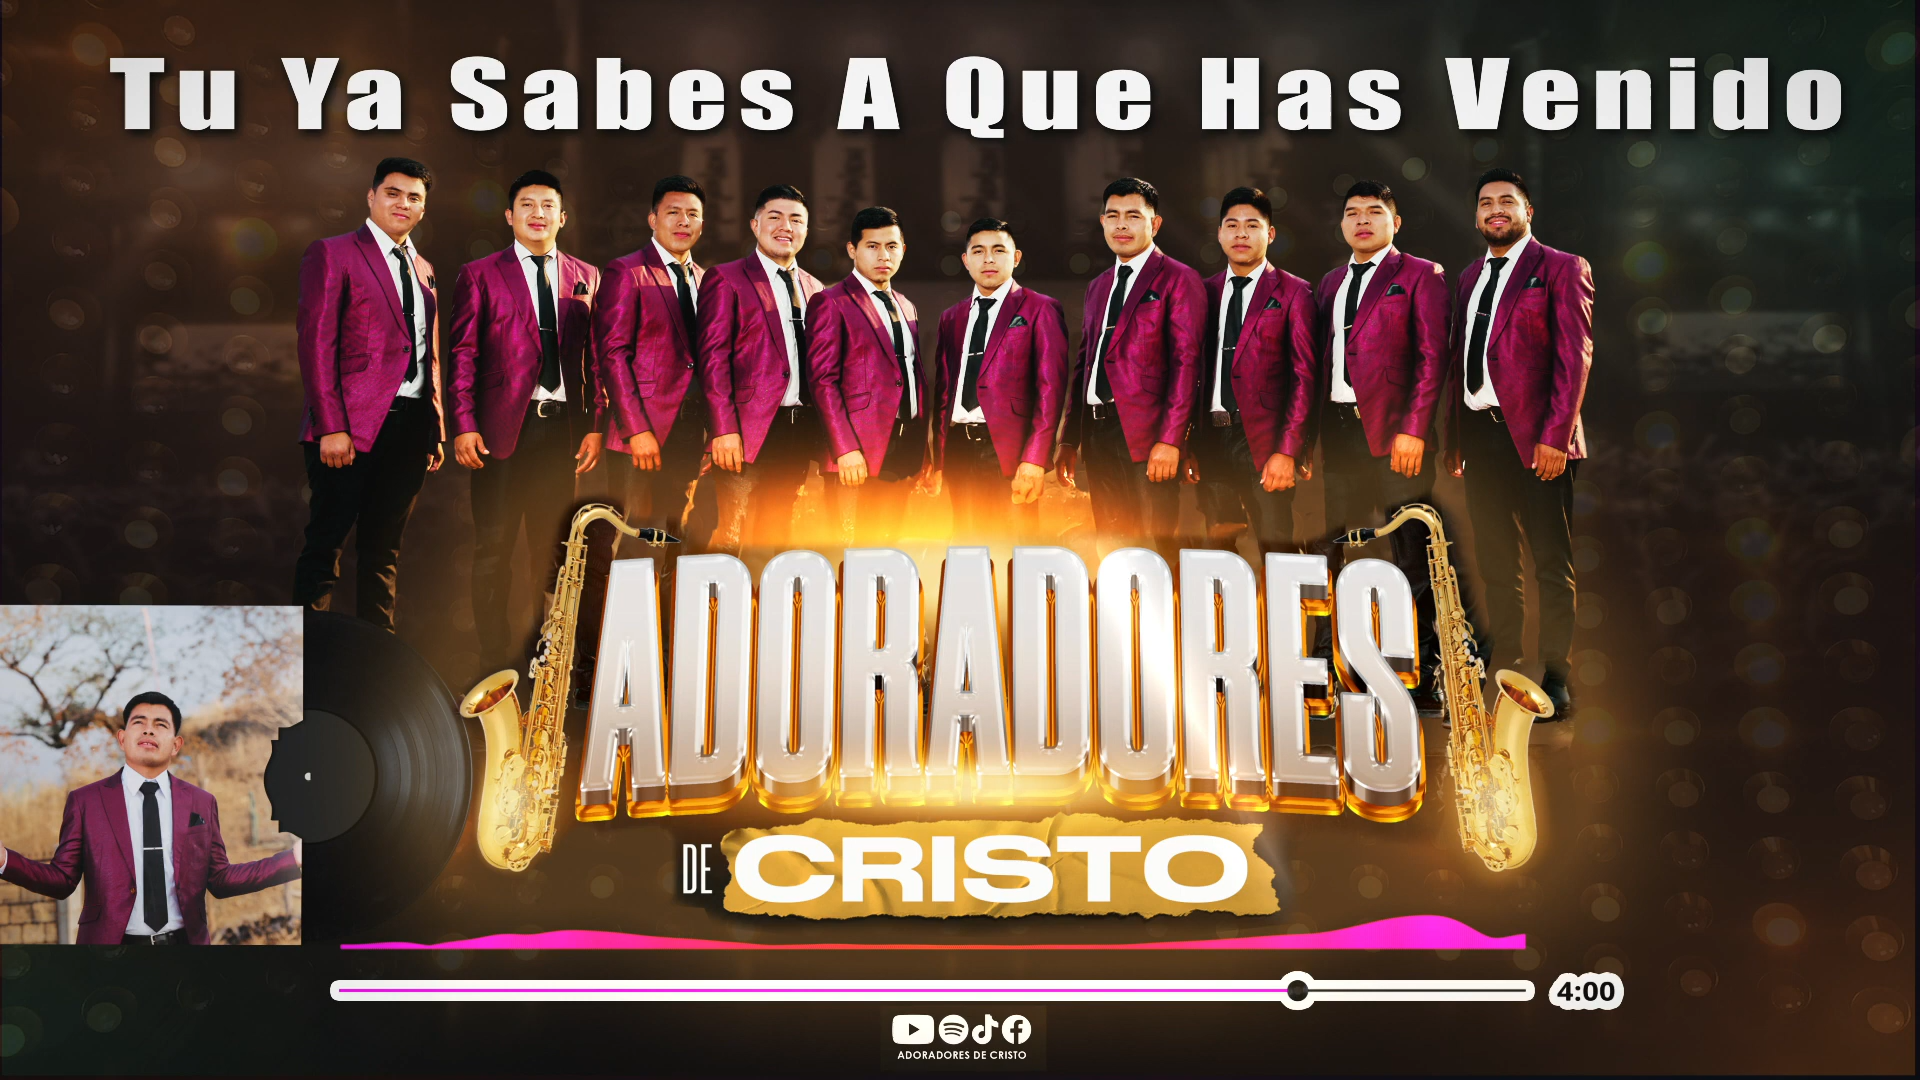 Tu Ya Sabes A Que Has Venido
ADORADORES
DE CRISTO
4:00
ADORADORES DE CRISTO